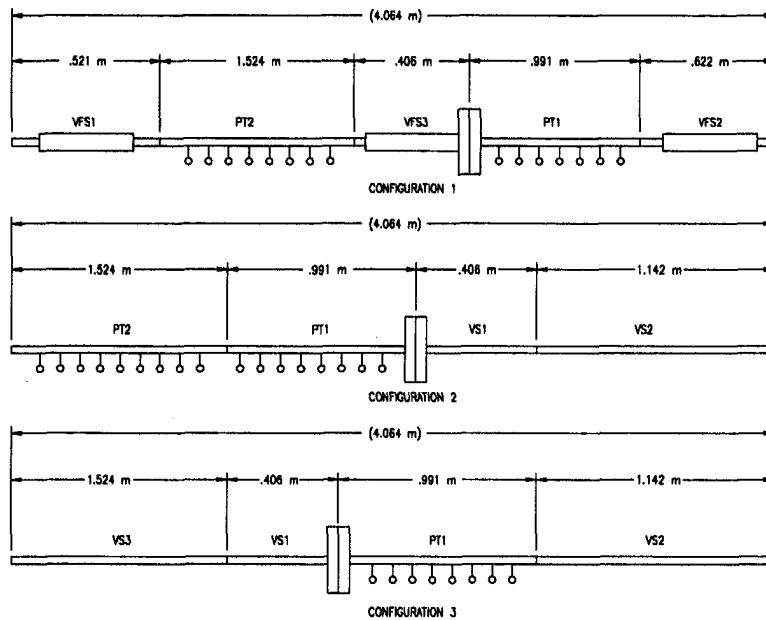 (4.064 m)
.521 m 1.524 m .406 m .991 m .622 m
VFS1 PT2 VFS3 PT1 VFS2
CONFIGURATION 1
(4.064 m)
1.524 m .991 m .406 m 1.142 m
PT2 PT1 VS1 VS2
CONFIGURATION 2
(4.064 m)
1.524 m .406 m .991 m 1.142 m
VS3 VS1 PT1 VS2
CONFIGURATION 3